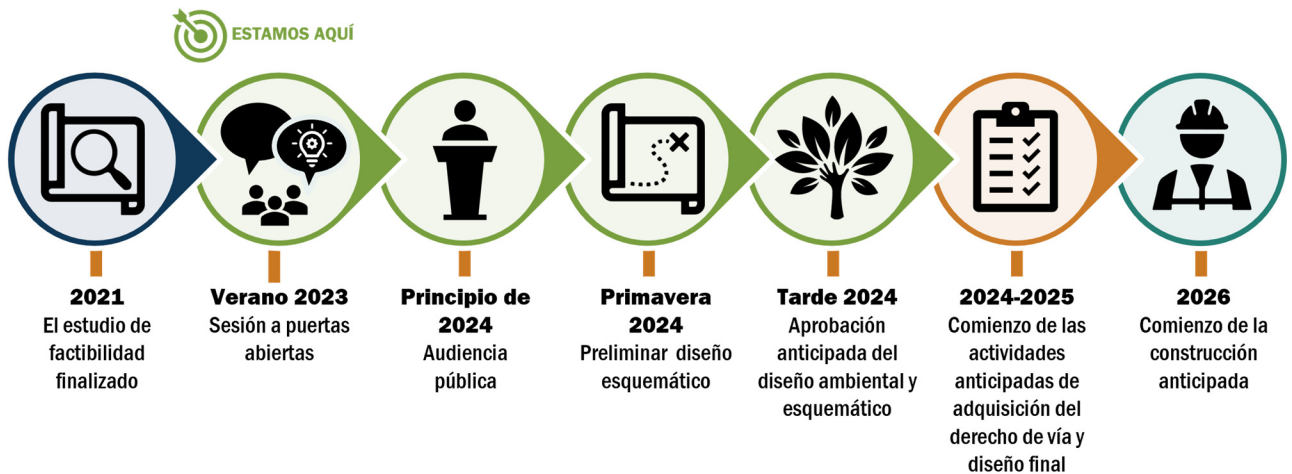 ESTAMOS AQUÍ
2021
El estudio de
factibilidad
finalizado
Verano 2023
Sesión a puertas
abiertas
Principio de
2024
Audiencia
pública
Primavera
2024
Preliminar diseño
esquemático
Tarde 2024
Aprobación
anticipada del
diseño ambiental y
esquemático
2024-2025
Comienzo de las
actividades
anticipadas de
adquisición del
derecho de vía y
diseño final
2026
Comienzo de la
construcción
anticipada